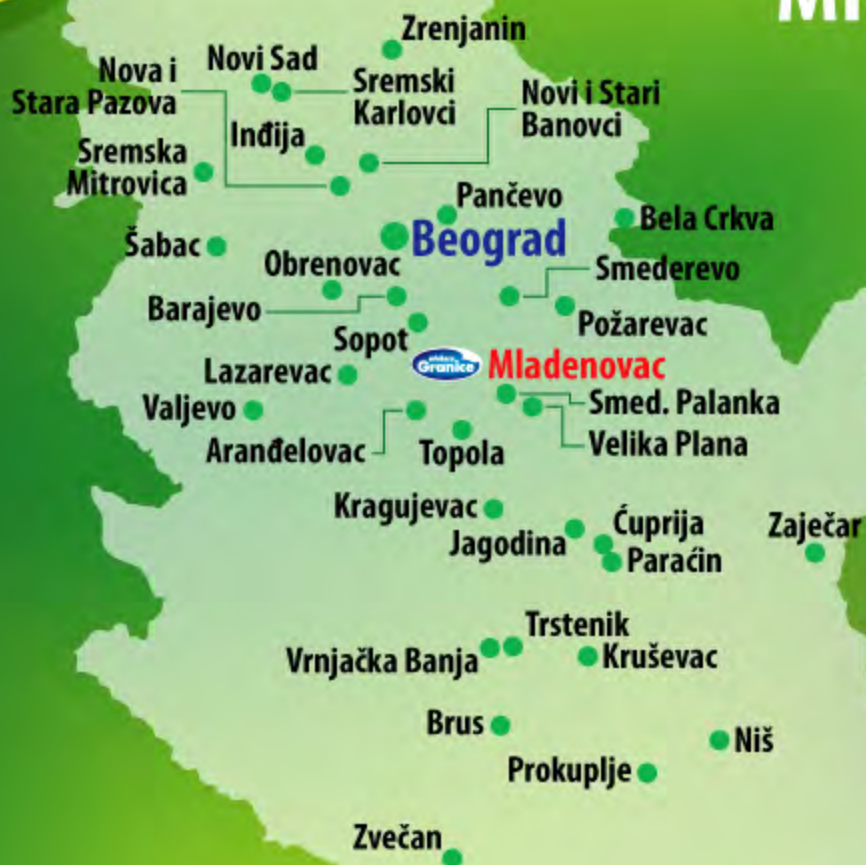 Ml
Zrenjanin
Novi Sad
Nova i
Stara Pazova
Sremski
Karlovci
Novi i Stari
Banovci
Inđija
Sremska
Mitrovica
Pančevo
Bela Crkva
Beograd
Šabac
Obrenovac
Smederevo
Barajevo
Požarevac
Sopot
Granice
Mladenovac
Lazarevac
Valjevo
Smed. Palanka
Aranđelovac
Topola
Velika Plana
Kragujevac
Jagodina
Ćuprija
Zaječar
Paraćin
Trstenik
Vrnjačka Banja
Kruševac
Brus
Niš
Prokuplje
Zvečan